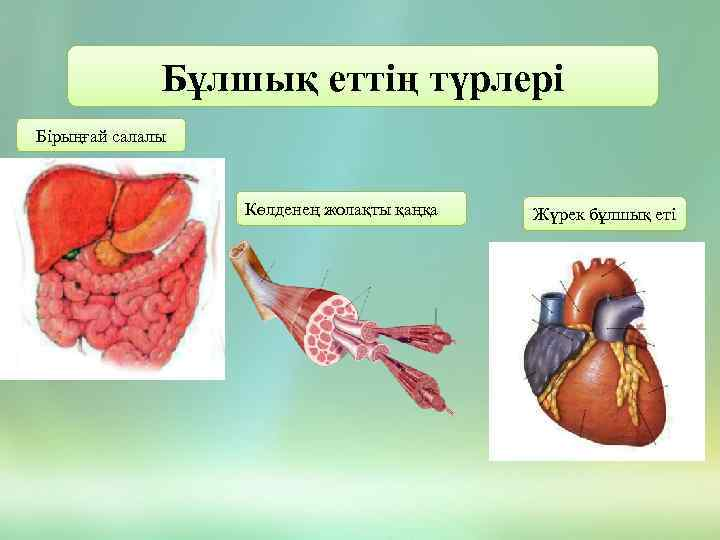 Бұлшық еттің түрлері
Бірыңғай салалы
Көлденең жолақты қаңқа
Жүрек бұлшық еті